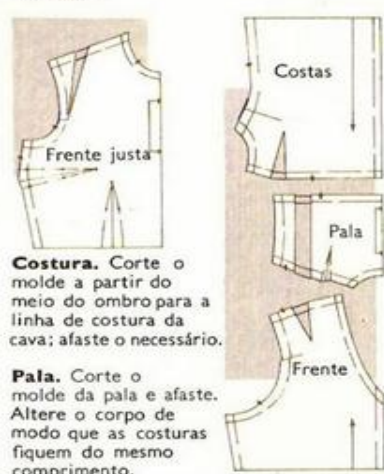 Frente justa
Costas
Pala
Frente
Costura. Corte o
molde a partir do
meio do ombro para a
linha de costura da
cava; afaste o necessário.
Pala. Corte o
molde da pala e afaste.
Altere o corpo de
modo que as costuras
fiquem do mesmo
comprimento.